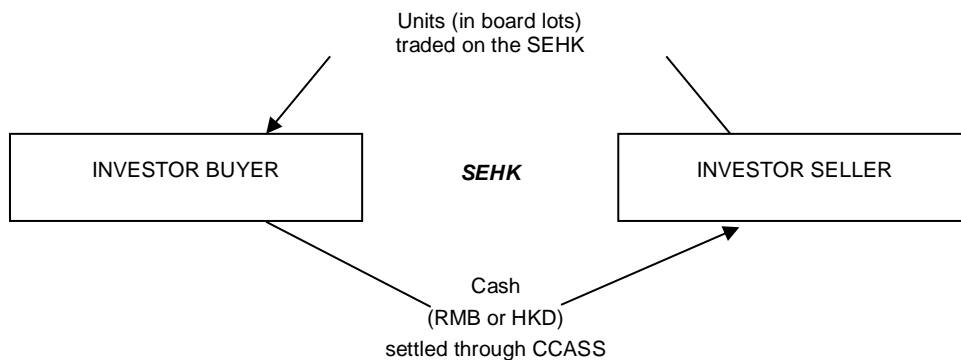 Units (in board lots)
traded on the SEHK
INVESTOR BUYER
SEHK
INVESTOR SELLER
Cash
(RMB or HKD)
settled through CCASS